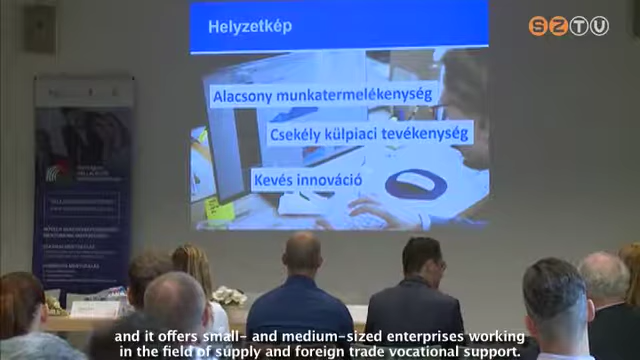 SZTV
Helyzetkép
Alacsony munkatermelékenység
Csekély külpiaci tevékenység
Kevés innováció
and it offers small- and medium-sized enterprises working
in the field of supply and foreign trade vocational support.